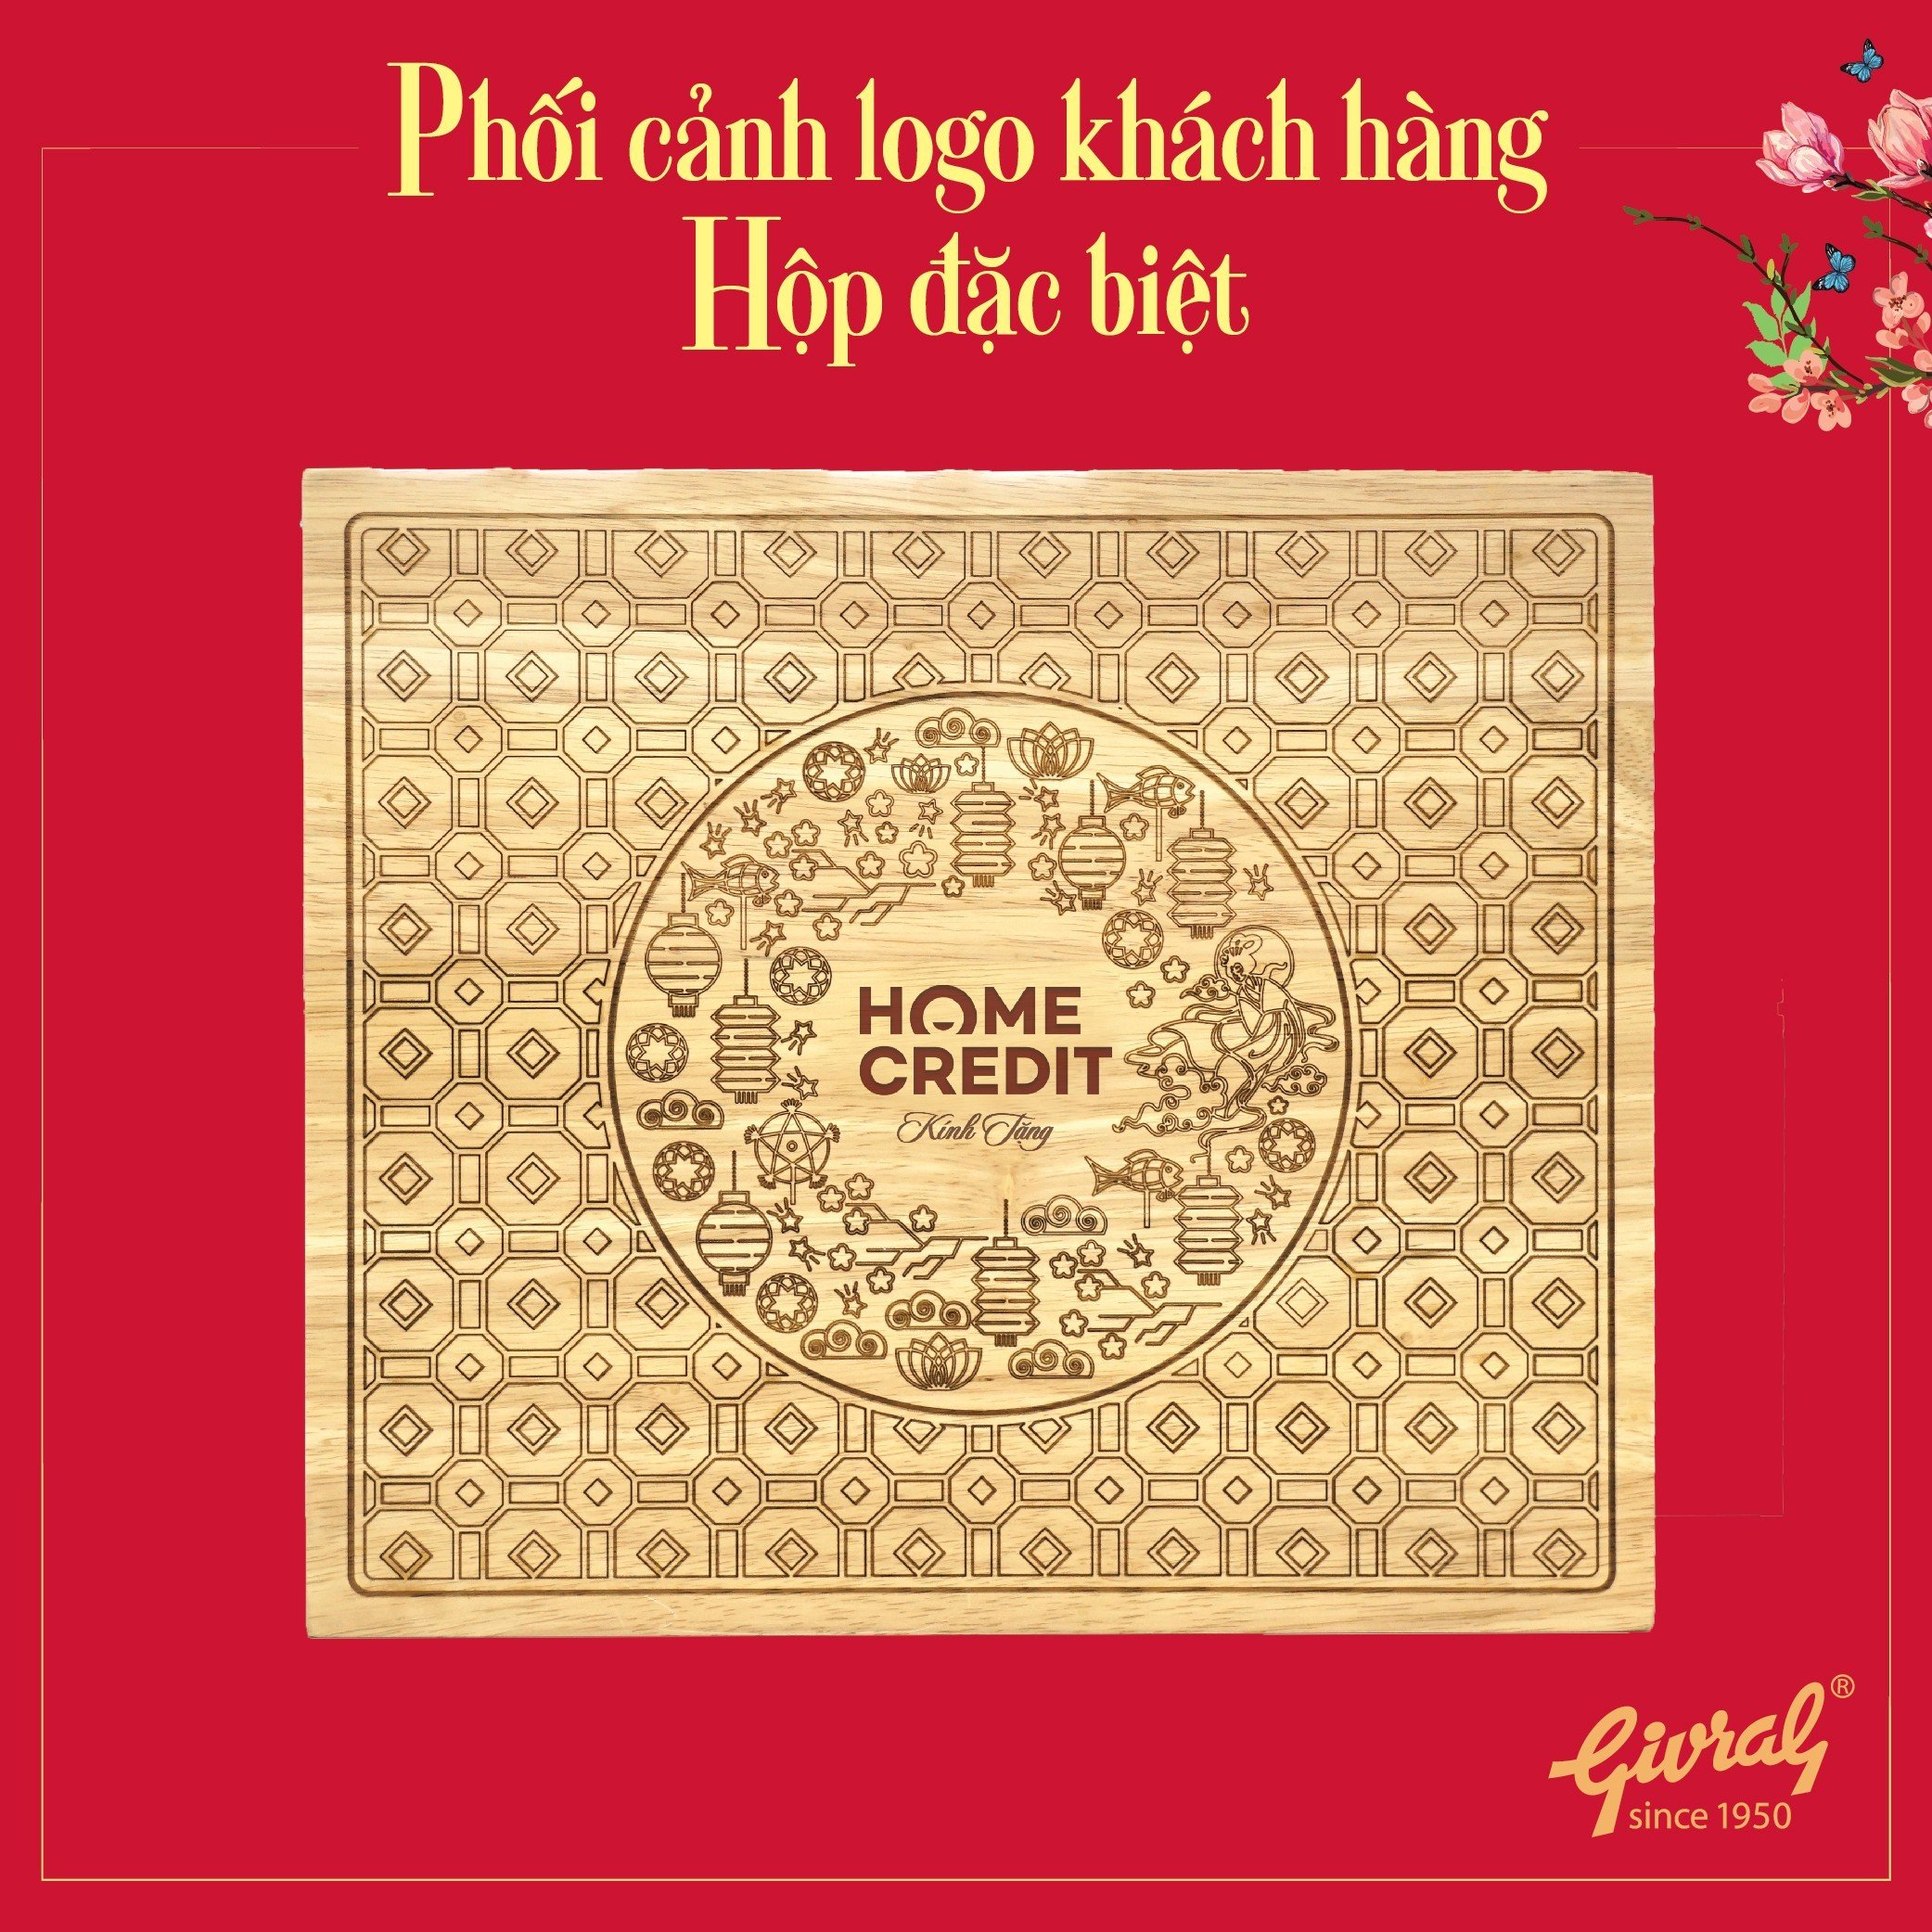 Phối cảnh logo khách hàng
Hộp đặc biệt
HOME
CREDIT
Kính Tặng
Givral®
since 1950